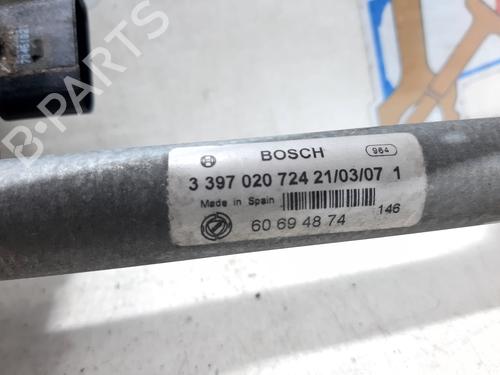 BOSCH 964
3 397 020 724 21/03/07 1
Made in Spain
60 69 48 74 146
B-PARTS